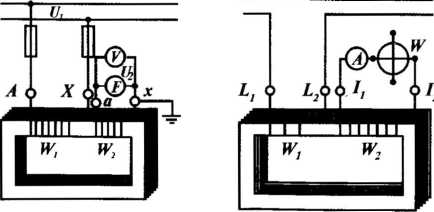 U₁
V
U₂
A X a F x
W₁ W₂
A W
L₁ L₂ I₁ I
W₁ W₂